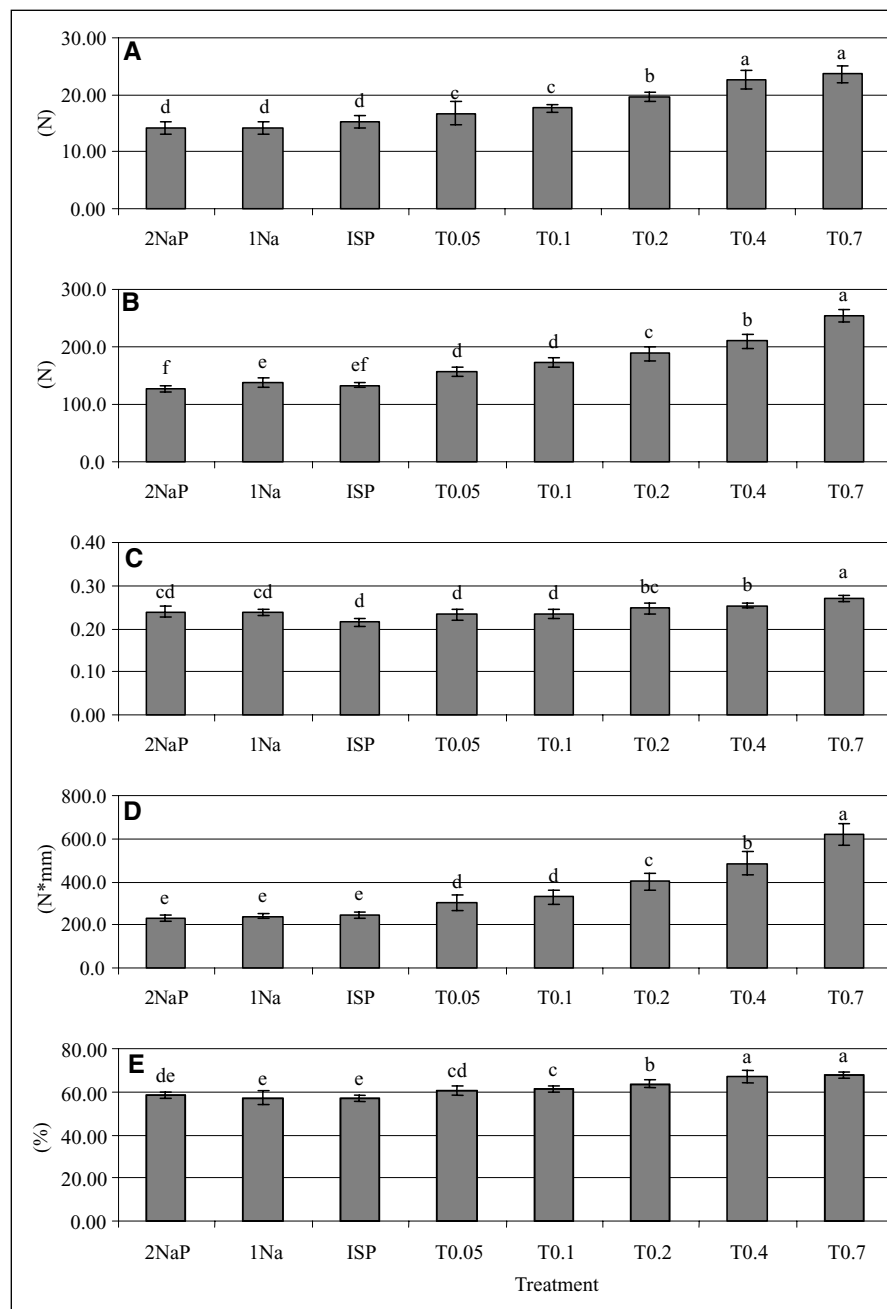 A
30.00
20.00
10.00
0.00
(N)
d d d c c b a a
2NaP 1Na ISP T0.05 T0.1 T0.2 T0.4 T0.7
B
300.0
200.0
100.0
0.0
(N)
f e ef d d c b a
2NaP 1Na ISP T0.05 T0.1 T0.2 T0.4 T0.7
C
0.40
0.30
0.20
0.10
0.00
cd cd d d d bc b a
2NaP 1Na ISP T0.05 T0.1 T0.2 T0.4 T0.7
D
800.0
600.0
400.0
200.0
0.0
(N*mm)
e e e d d c b a
2NaP 1Na ISP T0.05 T0.1 T0.2 T0.4 T0.7
E
80.00
60.00
40.00
20.00
0.00
(%)
de e e cd c b a a
2NaP 1Na ISP T0.05 T0.1 T0.2 T0.4 T0.7
Treatment